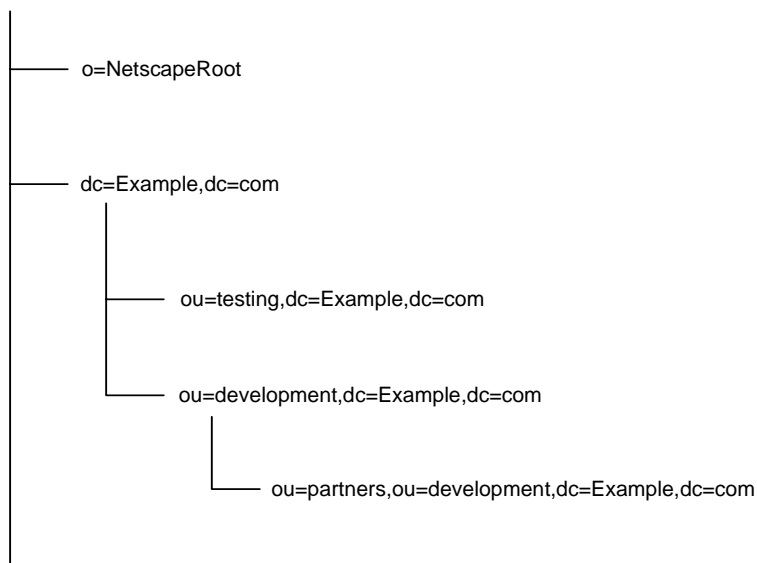 o=NetscapeRoot
dc=Example,dc=com
ou=testing,dc=Example,dc=com
ou=development,dc=Example,dc=com
ou=partners,ou=development,dc=Example,dc=com